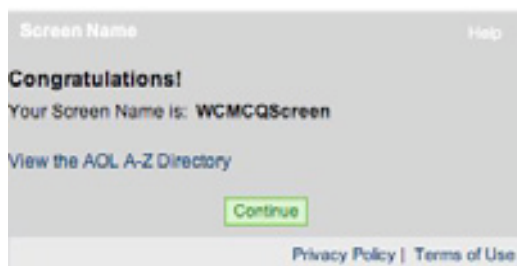 Screen Name Help
Congratulations!
Your Screen Name is: WCMCQScreen
View the AOL A-Z Directory
Continue
Privacy Policy | Terms of Use